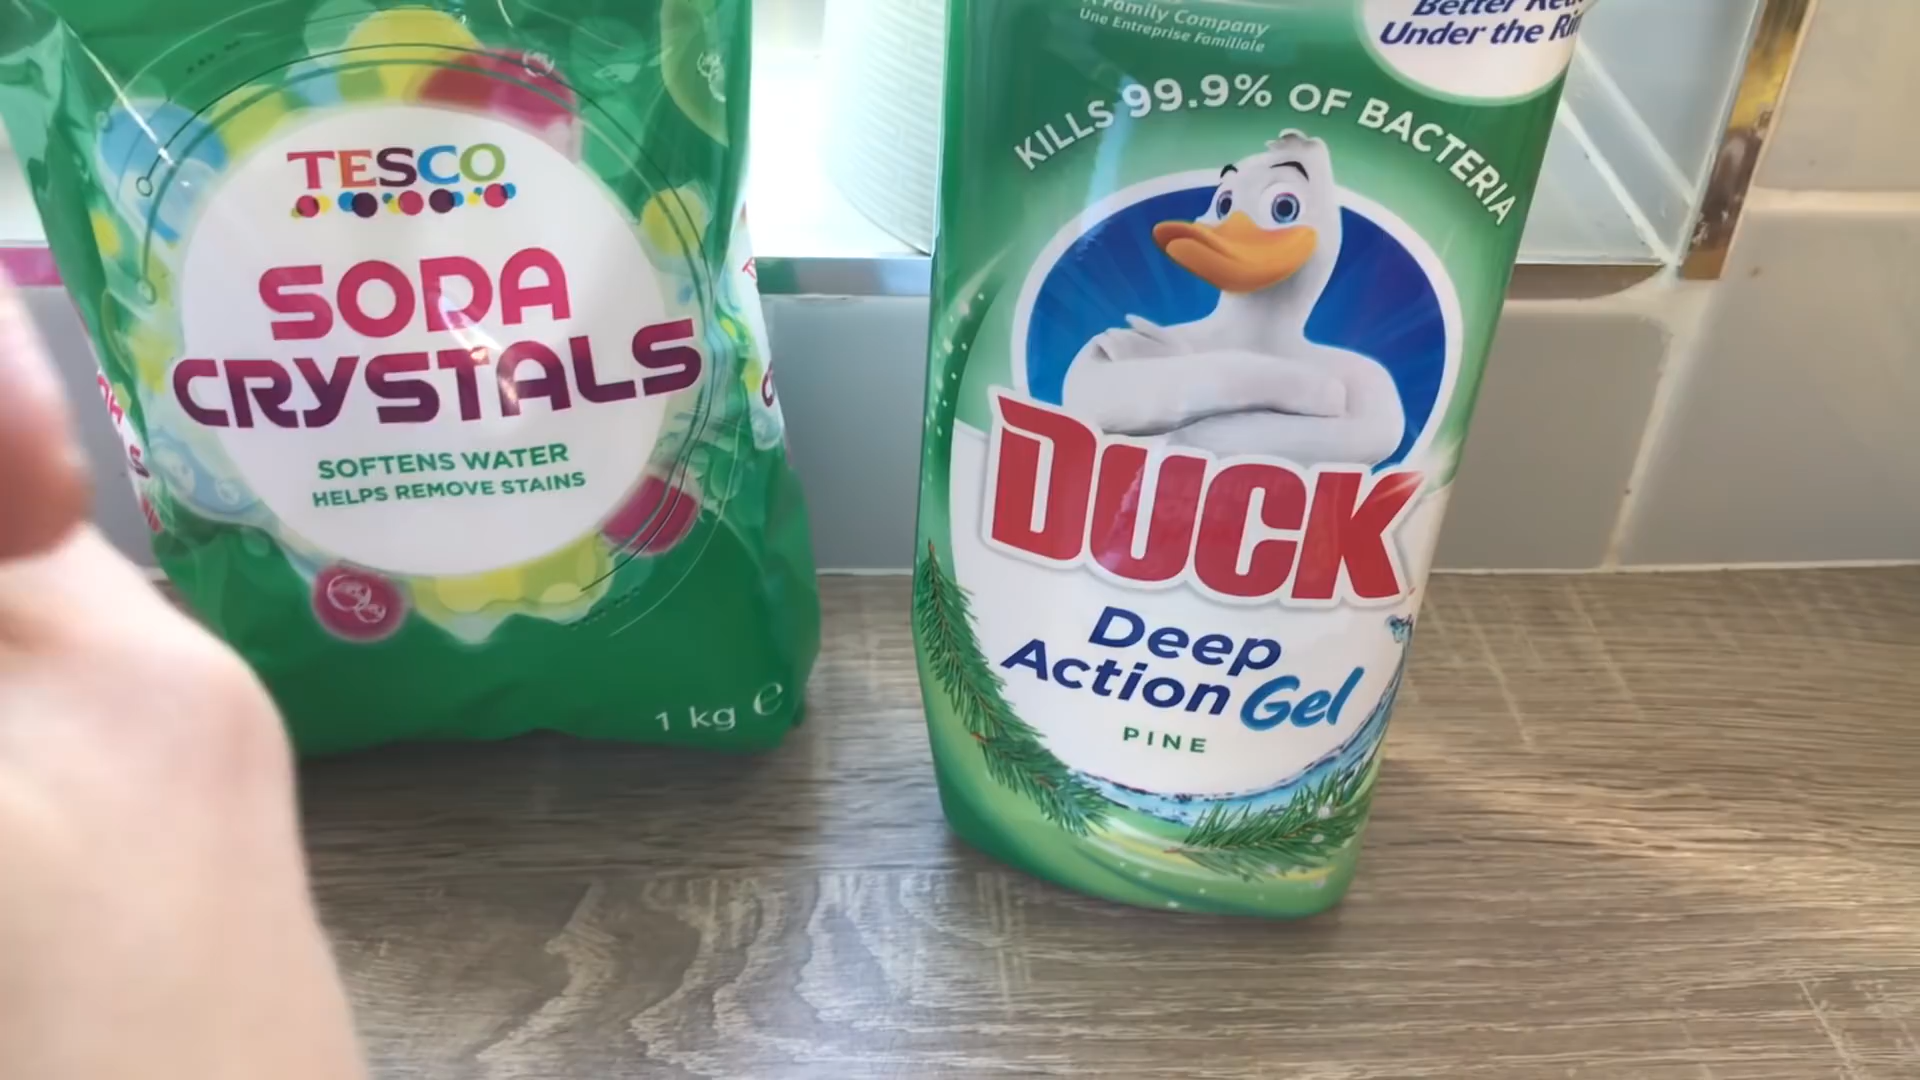 TESCO
SODA
CRYSTALS
SOFTENS WATER
HELPS REMOVE STAINS
1 kg e
Family Company
Une Entreprise Familiale
Better
Under the
KILLS 99.9% OF BACTERIA
DUCK
Deep
Action Gel
PINE